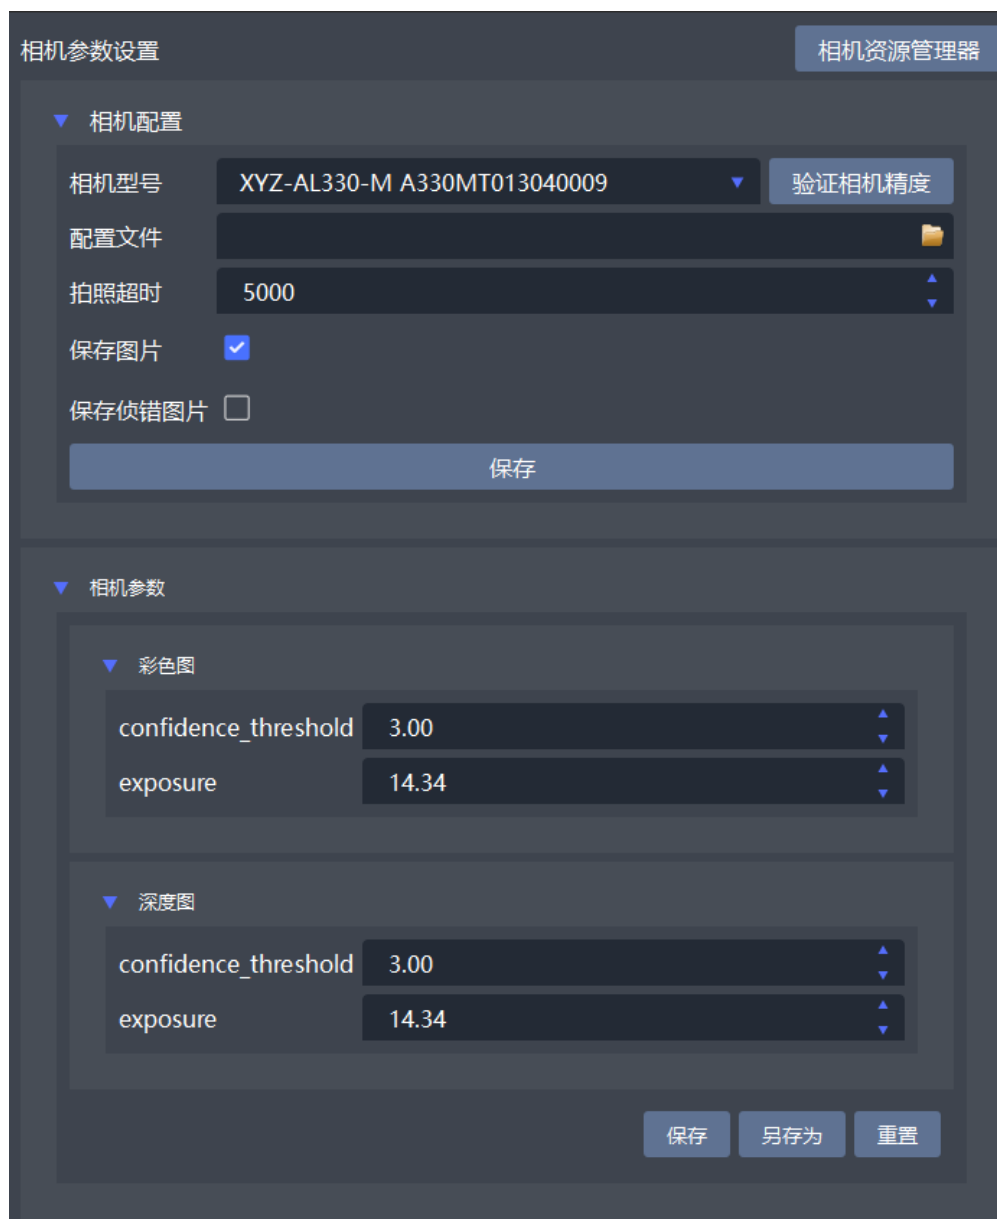 相机参数设置 相机资源管理器
相机配置
相机型号 XYZ-AL330-M A330MT013040009 验证相机精度
配置文件
拍照超时 5000
保存图片
保存侦错图片
保存
相机参数
彩色图
confidence_threshold 3.00
exposure 14.34
深度图
confidence_threshold 3.00
exposure 14.34
保存 另存为 重置